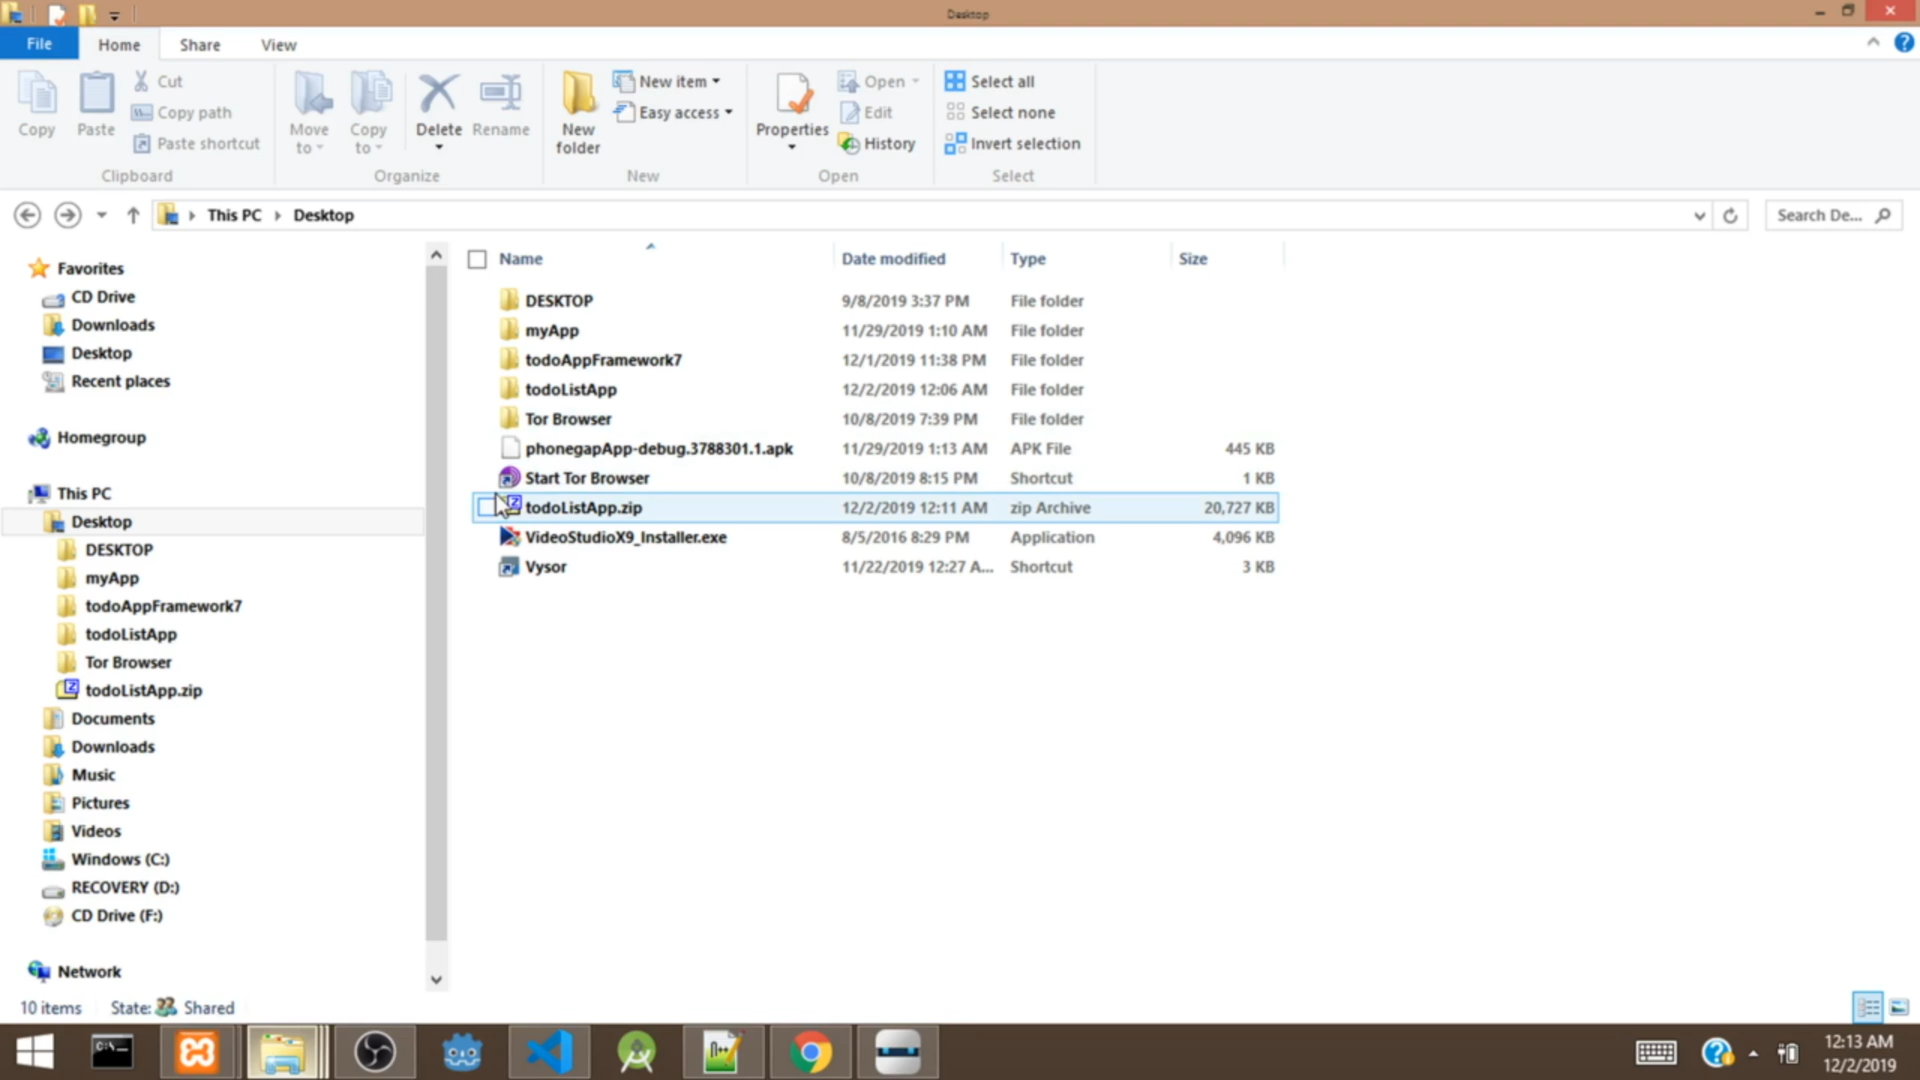 Desktop
File Home Share View
Copy
Paste
Cut
Copy path
Paste shortcut
Clipboard
Move to
Copy to
Delete
Rename
Organize
New folder
New item
Easy access
New
Properties
Open
Edit
History
Open
Select all
Select none
Invert selection
Select
This PC Desktop
Search De...
Favorites
CD Drive
Downloads
Desktop
Recent places
Homegroup
This PC
Desktop
DESKTOP
myApp
todoAppFramework7
todoListApp
Tor Browser
todoListApp.zip
Documents
Downloads
Music
Pictures
Videos
Windows (C:)
RECOVERY (D:)
CD Drive (F:)
Network
Name Date modified Type Size
DESKTOP 9/8/2019 3:37 PM File folder
myApp 11/29/2019 1:10 AM File folder
todoAppFramework7 12/1/2019 11:38 PM File folder
todoListApp 12/2/2019 12:06 AM File folder
Tor Browser 10/8/2019 7:39 PM File folder
phonegapApp-debug.3788301.1.apk 11/29/2019 1:13 AM APK File 445 KB
Start Tor Browser 10/8/2019 8:15 PM Shortcut 1 KB
todoListApp.zip 12/2/2019 12:11 AM zip Archive 20,727 KB
VideoStudioX9_Installer.exe 8/5/2016 8:29 PM Application 4,096 KB
Vysor 11/22/2019 12:27 A... Shortcut 3 KB
10 items State: Shared
12:13 AM
12/2/2019